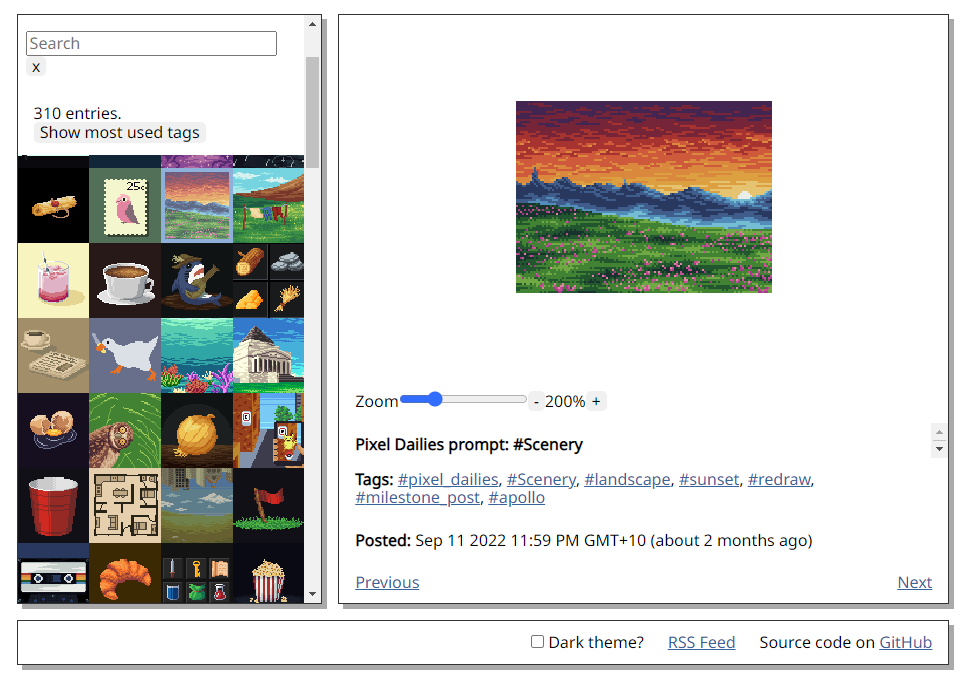 Search
x
310 entries.
Show most used tags
25c
Zoom - 200% +
Pixel Dailies prompt: #Scenery
Tags: #pixel_dailies, #Scenery, #landscape, #sunset, #redraw,
#milestone_post, #apollo
Posted: Sep 11 2022 11:59 PM GMT+10 (about 2 months ago)
Previous
Next
Dark theme? RSS Feed Source code on GitHub